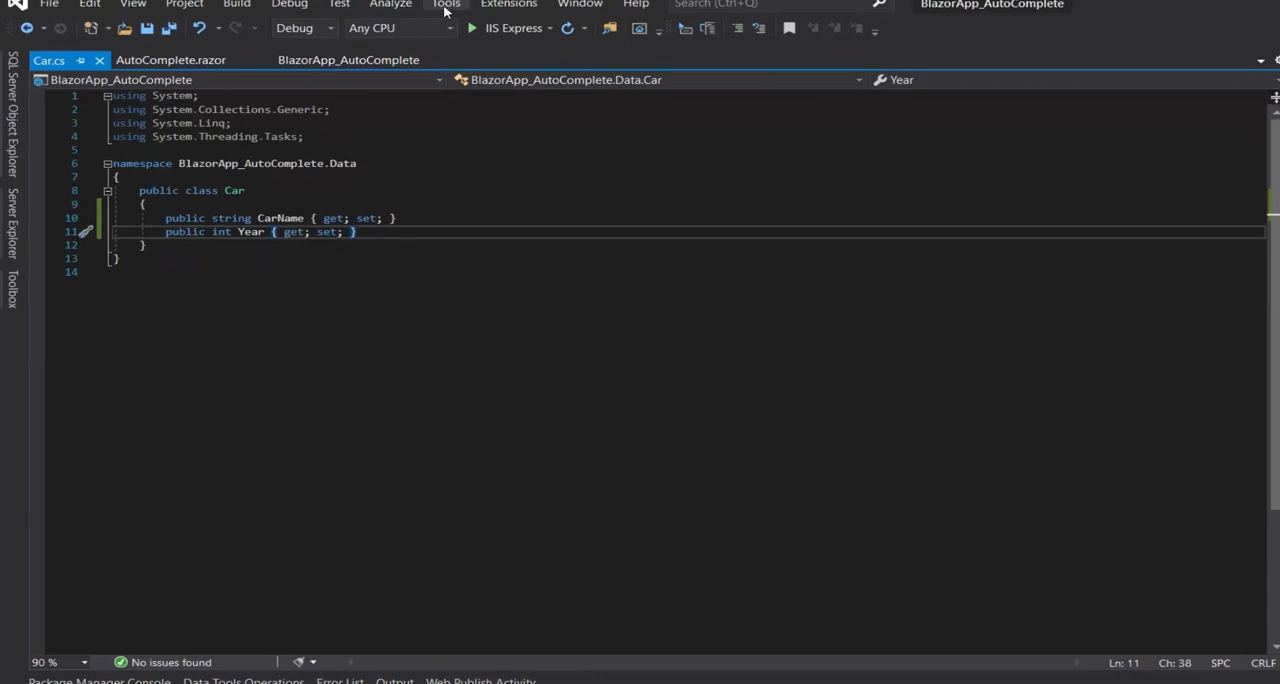 File Edit View Project Build Debug Test Analyze Tools Extensions Window Help Search (Ctrl+Q) BlazorApp_AutoComplete
Debug Any CPU IIS Express
Car.cs AutoComplete.razor BlazorApp_AutoComplete
BlazorApp_AutoComplete BlazorApp_AutoComplete.Data.Car Year
SQL Server Object Explorer
Server Explorer
Toolbox
1 using System;
2 using System.Collections.Generic;
3 using System.Linq;
4 using System.Threading.Tasks;
5
6 namespace BlazorApp_AutoComplete.Data
7 {
8 public class Car
9 {
10 public string CarName { get; set; }
11 public int Year { get; set; }
12 }
13 }
14
90 % No issues found Ln: 11 Ch: 38 SPC CRLF
Package Manager Console Data Tools Operations Error List Output Web Publish Activity